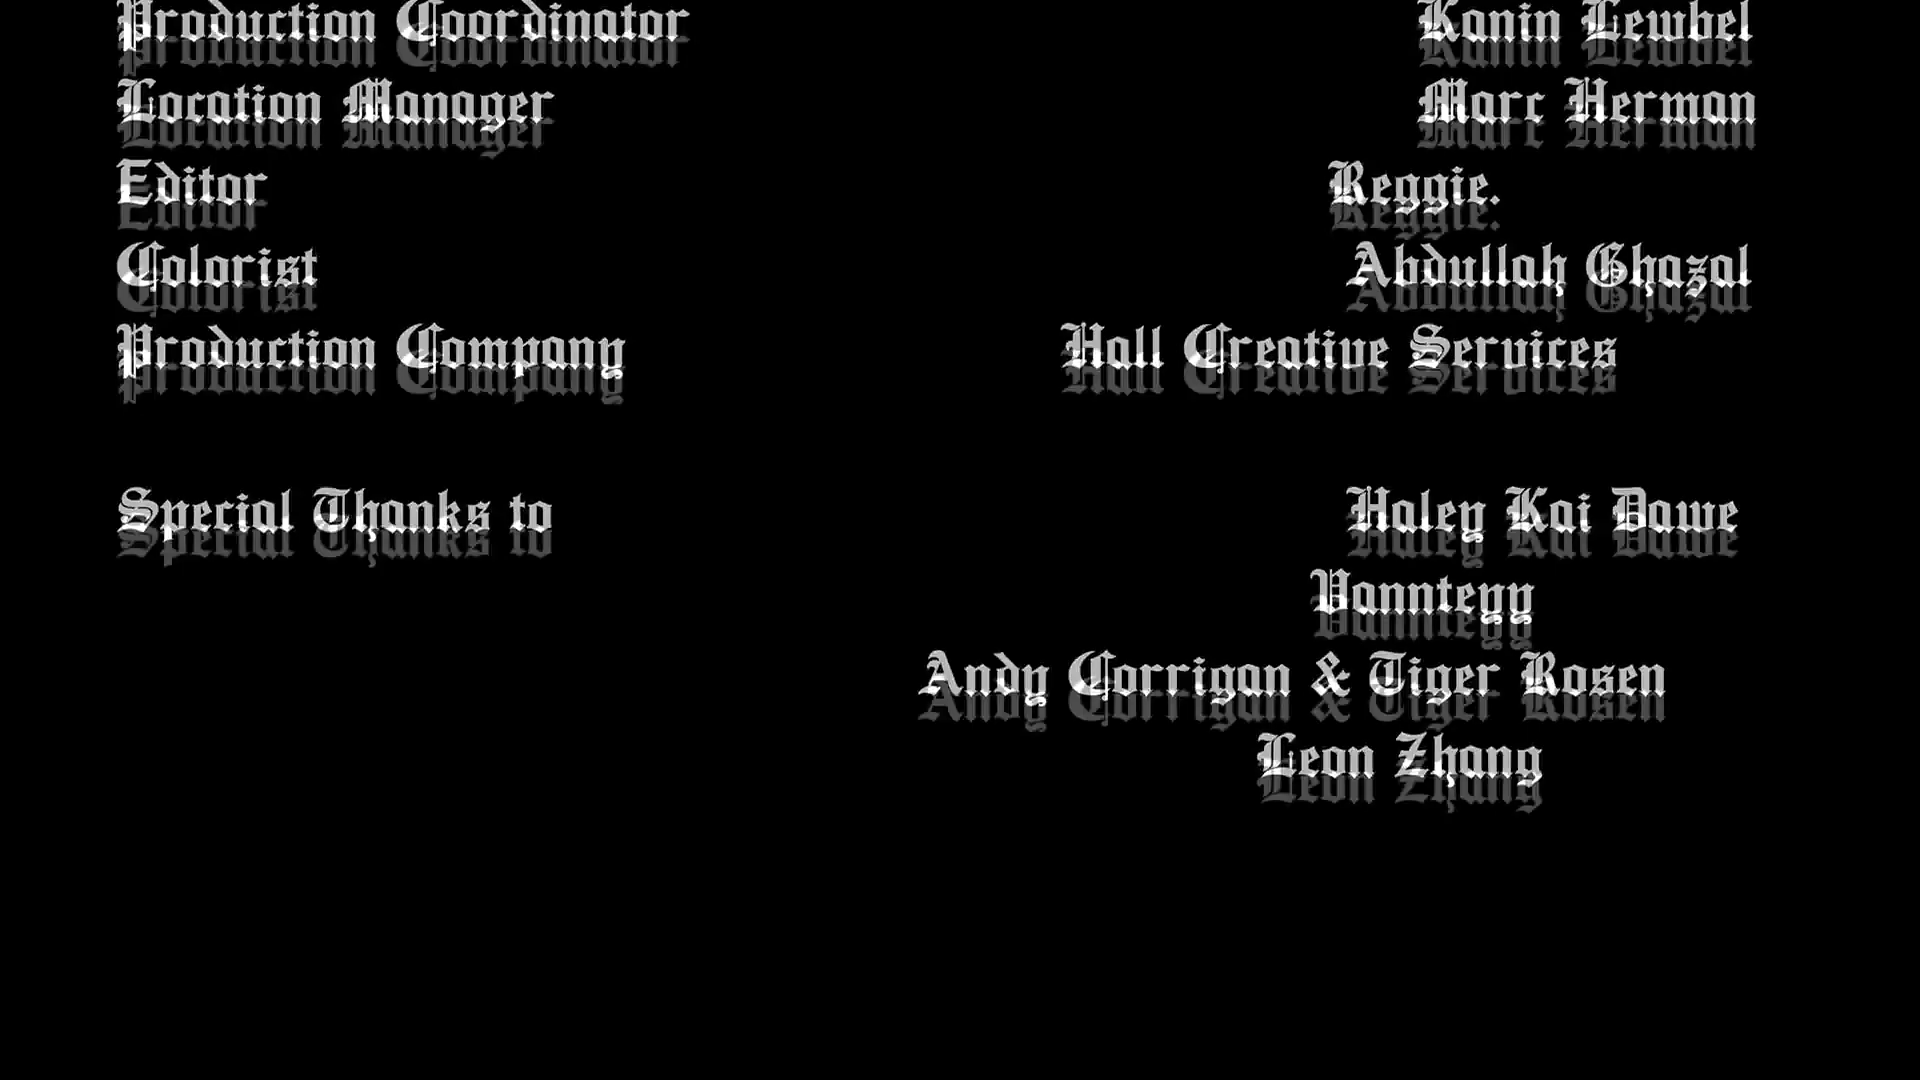 Production Coordinator Kanin Lewbel
Location Manager Marc Herman
Editor Reggie.
Colorist Abdullah Ghazal
Production Company Hall Creative Services
Special Thanks to Haley Kai Dawe
Vannteyy
Andy Corrigan & Tiger Rosen
Leon Zhang